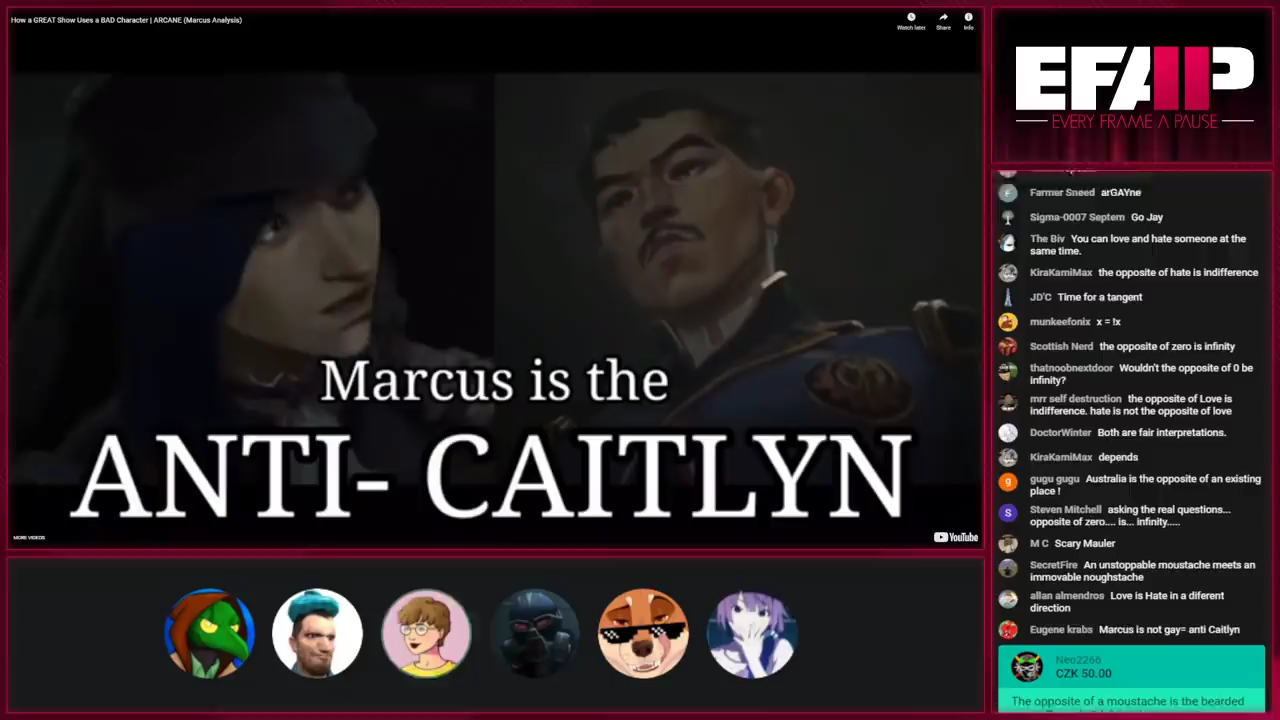 How a GREAT Show Uses a BAD Character | ARCANE (Marcus Analysis)
Watch later
Share
Info
Marcus is the
ANTI- CAITLYN
MORE VIDEOS
YouTube
EFAP
EVERY FRAME A PAUSE
Farmer Sneed arGAYne
Sigma-0007 Septem Go Jay
The Biv You can love and hate someone at the
same time.
KiraKamiMax the opposite of hate is indifference
JD'C Time for a tangent
munkeefonix x = !x
Scottish Nerd the opposite of zero is infinity
thatnoobnextdoor Wouldn't the opposite of 0 be
infinity?
mrr self destruction the opposite of Love is
indifference. hate is not the opposite of love
DoctorWinter Both are fair interpretations.
KiraKamiMax depends
gugu gugu Australia is the opposite of an existing
place !
Steven Mitchell asking the real questions...
opposite of zero.... is... infinity.....
M C Scary Mauler
SecretFire An unstoppable moustache meets an
immovable noughstache
allan almendros Love is Hate in a diferent
direction
Eugene krabs Marcus is not gay= anti Caitlyn
Neo2266
CZK 50.00
The opposite of a moustache is the bearded